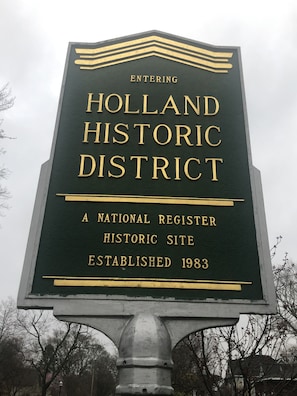 ENTERING
HOLLAND
HISTORIC
DISTRICT
A NATIONAL REGISTER
HISTORIC SITE
ESTABLISHED 1983